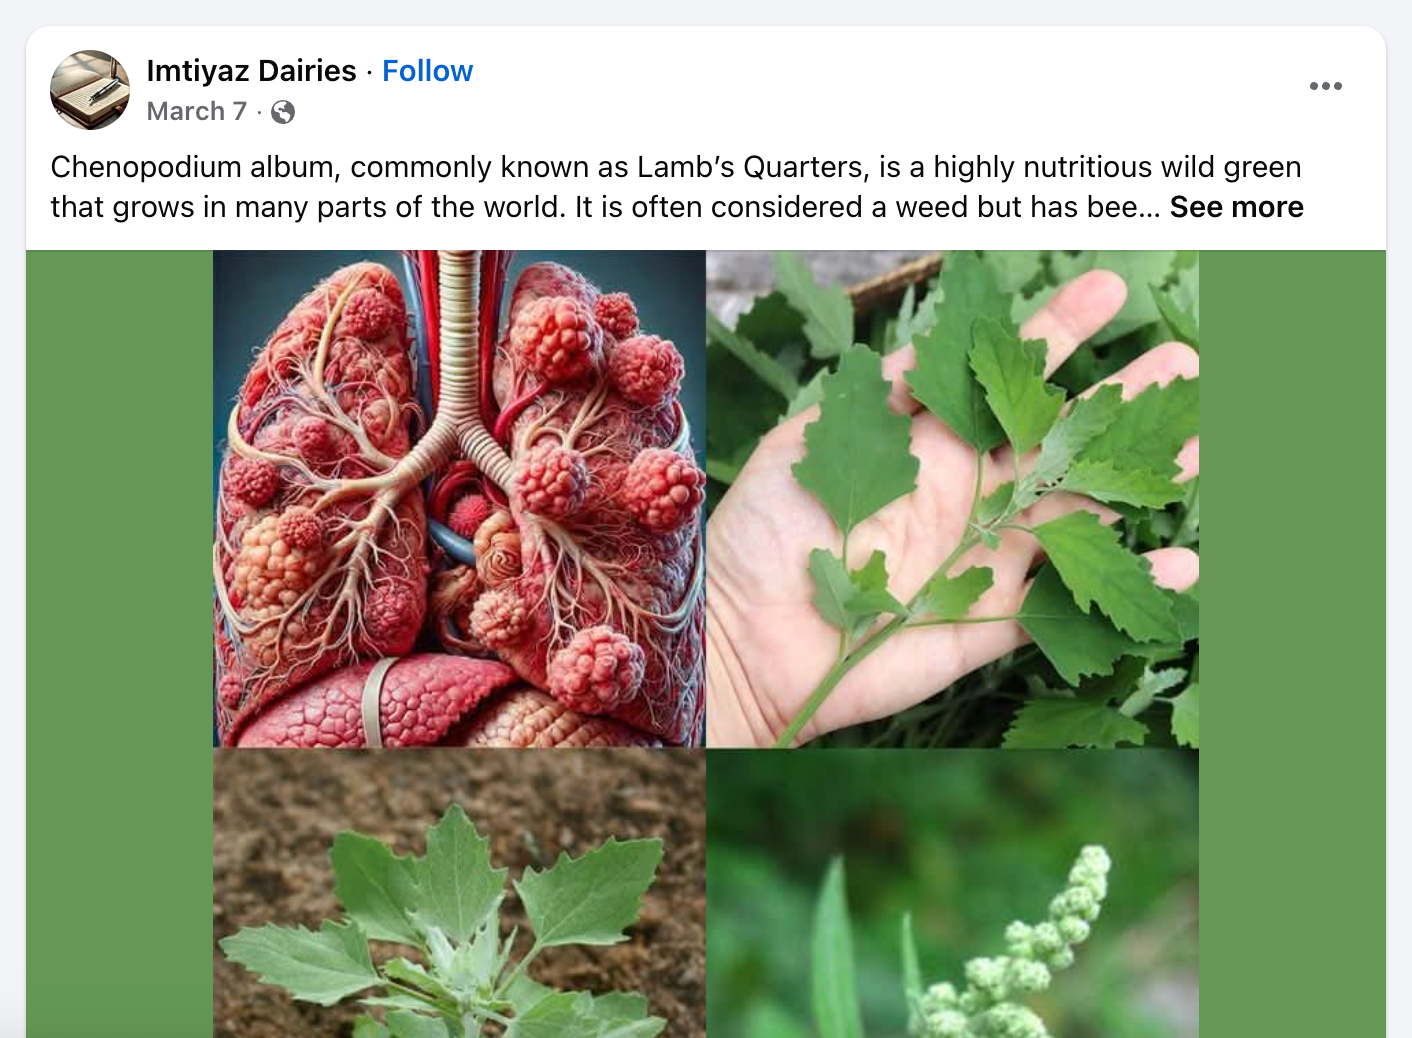 Imtiyaz Dairies · Follow
March 7 ·
Chenopodium album, commonly known as Lamb’s Quarters, is a highly nutritious wild green
that grows in many parts of the world. It is often considered a weed but has bee... See more